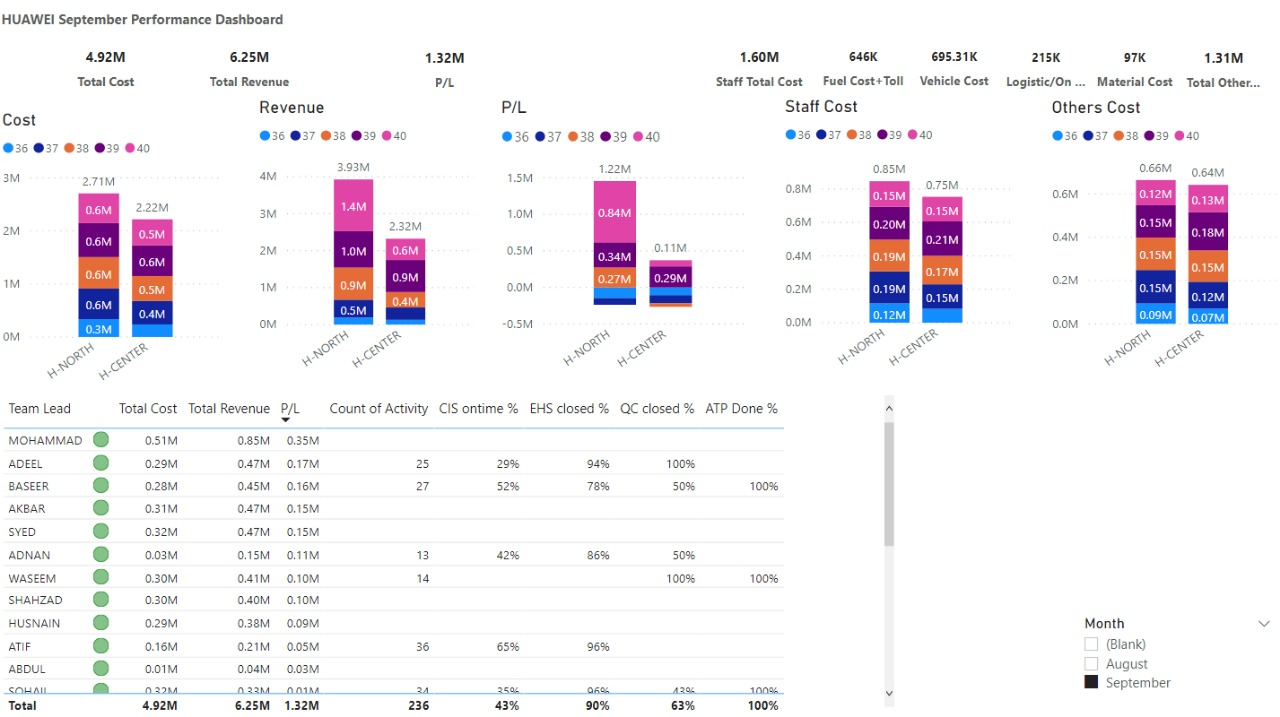 HUAWEI September Performance Dashboard
4.92M
Total Cost
6.25M
Total Revenue
1.32M
P/L
1.60M
Staff Total Cost
646K
Fuel Cost+Toll
695.31K
Vehicle Cost
215K
Logistic/On ...
97K
Material Cost
1.31M
Total Other...
Cost
36 37 38 39 40
3M
2M
1M
0M
2.71M
0.6M
0.6M
0.6M
0.6M
0.3M
2.22M
0.5M
0.6M
0.5M
0.4M
H-NORTH
H-CENTER
Revenue
36 37 38 39 40
4M
3M
2M
1M
0M
3.93M
1.4M
1.0M
0.9M
0.5M
2.32M
0.6M
0.9M
0.4M
H-NORTH
H-CENTER
P/L
36 37 38 39 40
1.5M
1.0M
0.5M
0.0M
-0.5M
1.22M
0.84M
0.34M
0.27M
0.11M
0.29M
H-NORTH
H-CENTER
Staff Cost
36 37 38 39 40
0.8M
0.6M
0.4M
0.2M
0.0M
0.85M
0.15M
0.20M
0.19M
0.19M
0.12M
0.75M
0.15M
0.21M
0.17M
0.15M
H-NORTH
H-CENTER
Others Cost
36 37 38 39 40
0.6M
0.4M
0.2M
0.0M
0.66M
0.12M
0.15M
0.15M
0.15M
0.09M
0.64M
0.13M
0.18M
0.15M
0.12M
0.07M
H-NORTH
H-CENTER
Team Lead Total Cost Total Revenue P/L Count of Activity CIS ontime % EHS closed % QC closed % ATP Done %
MOHAMMAD 0.51M 0.85M 0.35M
ADEEL 0.29M 0.47M 0.17M 25 29% 94% 100%
BASEER 0.28M 0.45M 0.16M 27 52% 78% 50% 100%
AKBAR 0.31M 0.47M 0.15M
SYED 0.32M 0.47M 0.15M
ADNAN 0.03M 0.15M 0.11M 13 42% 86% 50%
WASEEM 0.30M 0.41M 0.10M 14 100% 100%
SHAHZAD 0.30M 0.40M 0.10M
HUSNAIN 0.29M 0.38M 0.09M
ATIF 0.16M 0.21M 0.05M 36 65% 96%
ABDUL 0.01M 0.04M 0.03M
SOHAIL 0.32M 0.33M 0.01M 34 35% 96% 43% 100%
Total 4.92M 6.25M 1.32M 236 43% 90% 63% 100%
Month
(Blank)
August
September